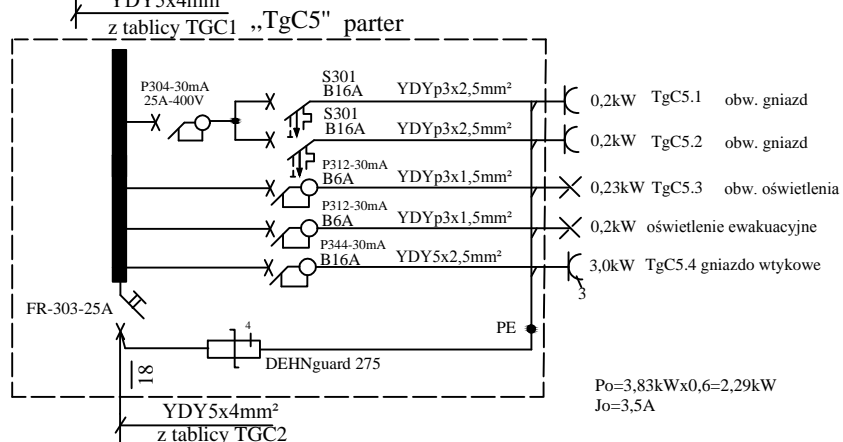 YDY5x4mm²
z tablicy TGC1
,,TgC5" parter
P304-30mA
25A-400V
S301
B16A
YDYp3x2,5mm²
0,2kW TgC5.1 obw. gniazd
S301
B16A
YDYp3x2,5mm²
0,2kW TgC5.2 obw. gniazd
P312-30mA
B6A
YDYp3x1,5mm²
0,23kW TgC5.3 obw. oświetlenia
P312-30mA
B6A
YDYp3x1,5mm²
0,2kW oświetlenie ewakuacyjne
P344-30mA
B16A
YDY5x2,5mm²
3,0kW TgC5.4 gniazdo wtykowe
3
FR-303-25A
PE
4
DEHNguard 275
18
Po=3,83kWx0,6=2,29kW
Jo=3,5A
YDY5x4mm²
z tablicy TGC2